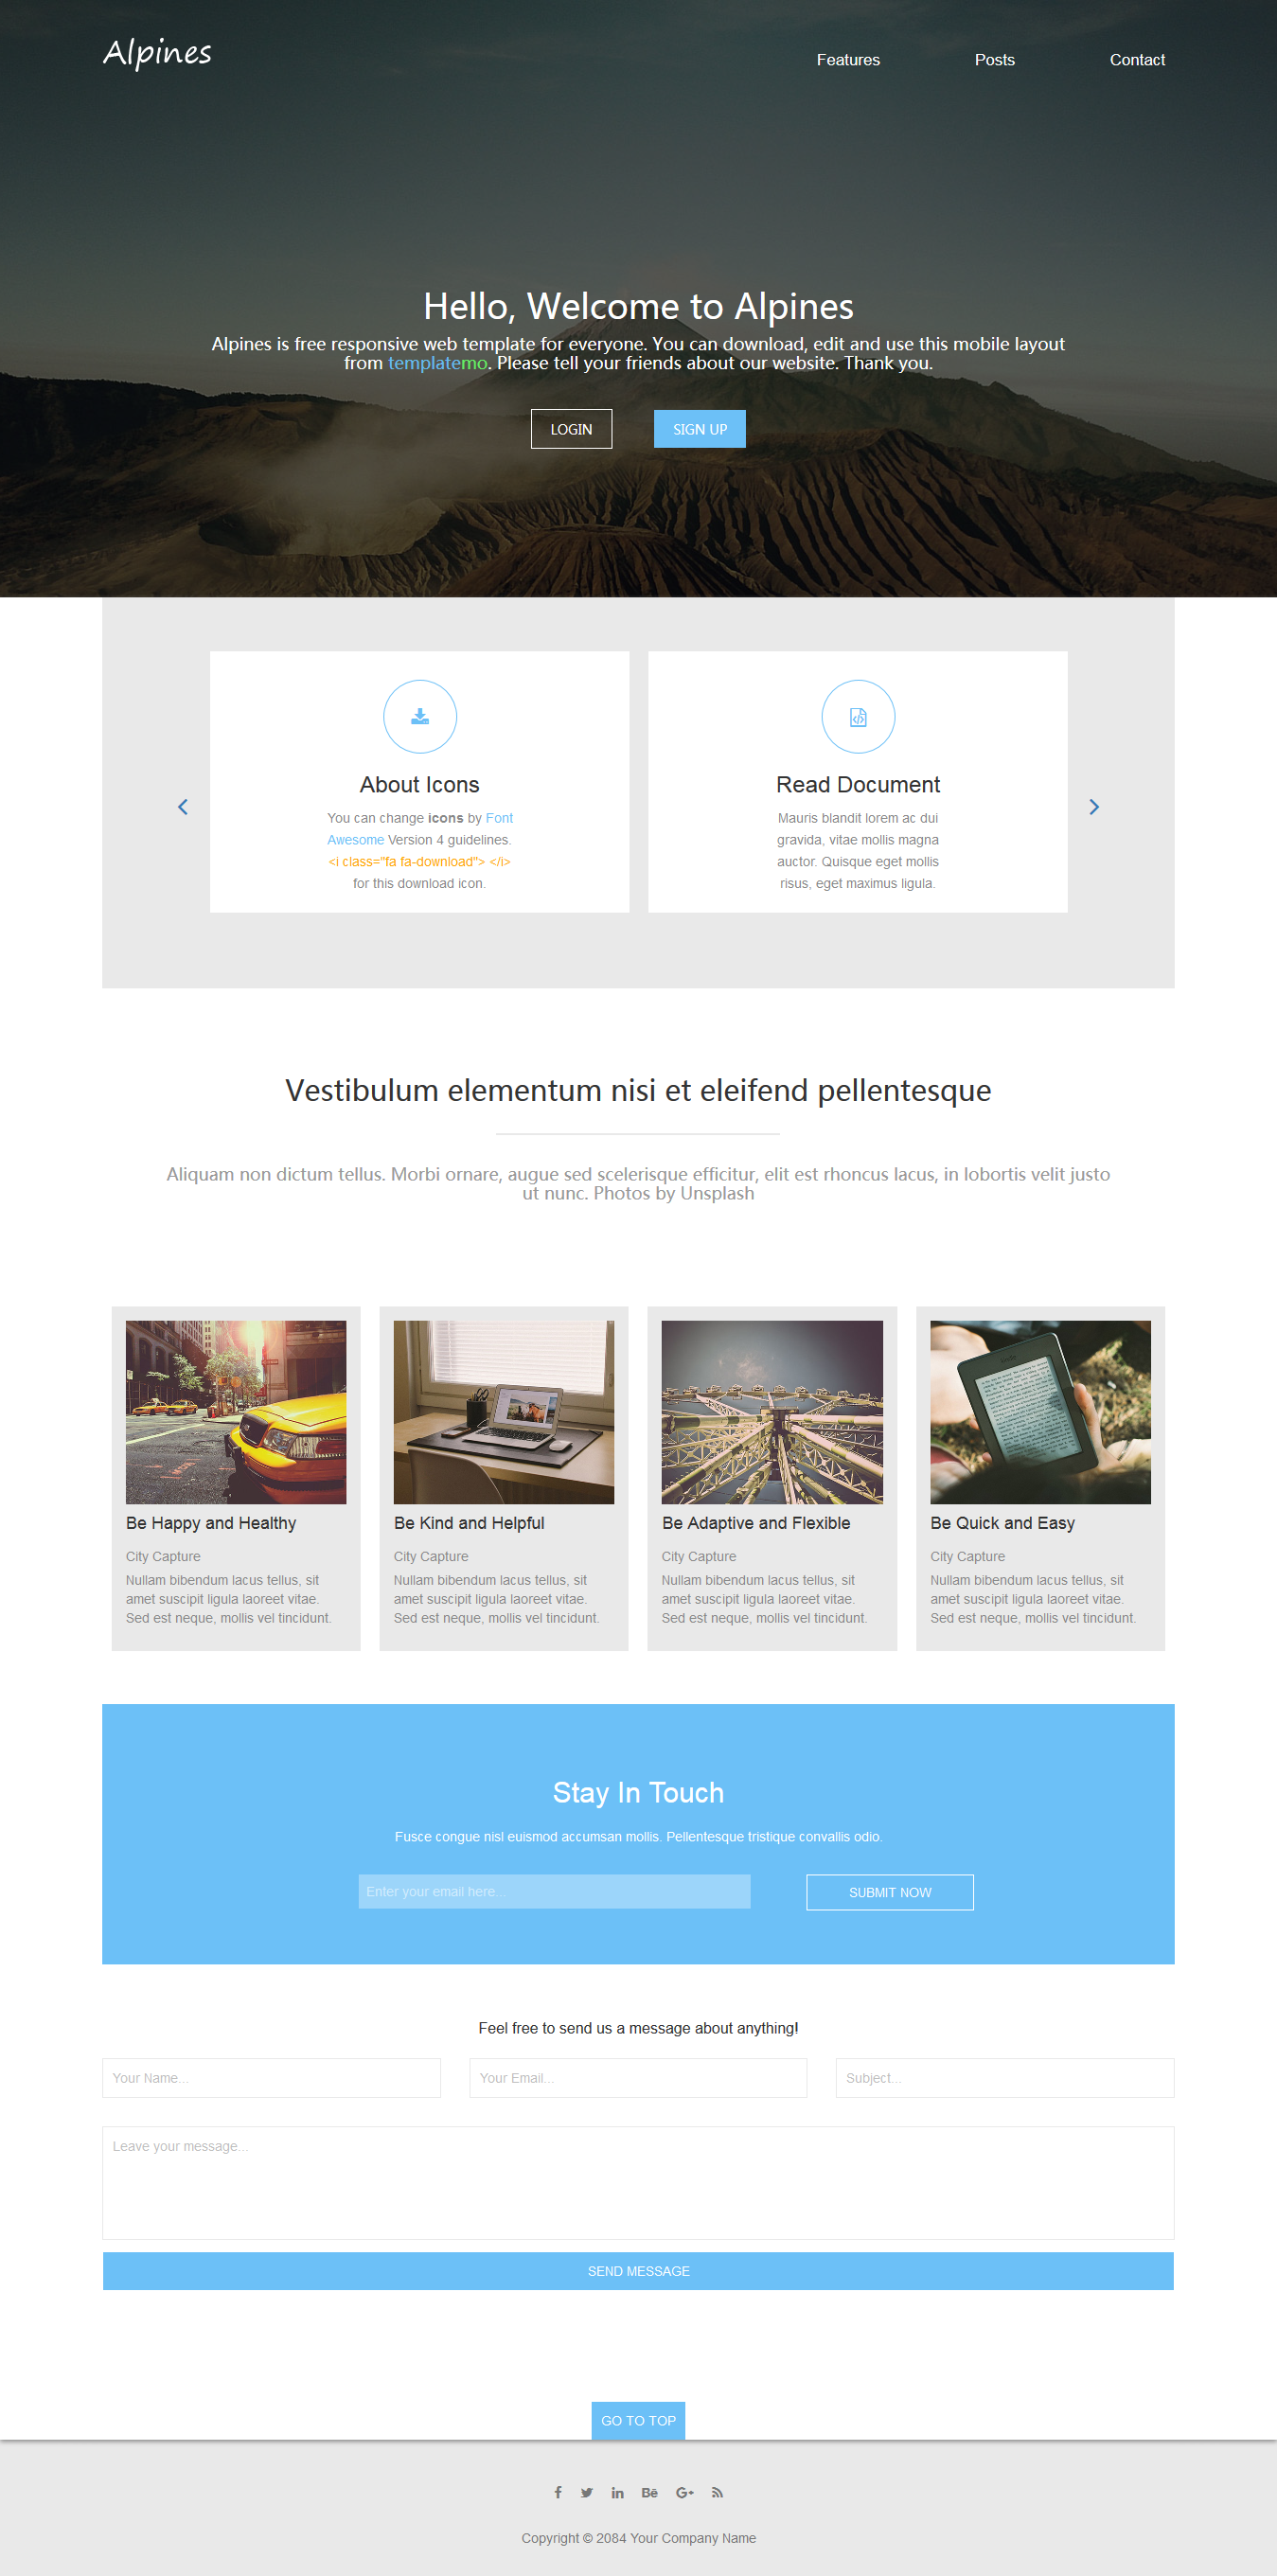 Alpines
Features Posts Contact
Hello, Welcome to Alpines
Alpines is free responsive web template for everyone. You can download, edit and use this mobile layout
from templatemo. Please tell your friends about our website. Thank you.
LOGIN SIGN UP
About Icons
You can change icons by Font
Awesome Version 4 guidelines.
<i class="fa fa-download"> </i>
for this download icon.
Read Document
Mauris blandit lorem ac dui
gravida, vitae mollis magna
auctor. Quisque eget mollis
risus, eget maximus ligula.
Vestibulum elementum nisi et eleifend pellentesque
Aliquam non dictum tellus. Morbi ornare, augue sed scelerisque efficitur, elit est rhoncus lacus, in lobortis velit justo
ut nunc. Photos by Unsplash
Be Happy and Healthy
City Capture
Nullam bibendum lacus tellus, sit
amet suscipit ligula laoreet vitae.
Sed est neque, mollis vel tincidunt.
Be Kind and Helpful
City Capture
Nullam bibendum lacus tellus, sit
amet suscipit ligula laoreet vitae.
Sed est neque, mollis vel tincidunt.
Be Adaptive and Flexible
City Capture
Nullam bibendum lacus tellus, sit
amet suscipit ligula laoreet vitae.
Sed est neque, mollis vel tincidunt.
Be Quick and Easy
City Capture
Nullam bibendum lacus tellus, sit
amet suscipit ligula laoreet vitae.
Sed est neque, mollis vel tincidunt.
Stay In Touch
Fusce congue nisl euismod accumsan mollis. Pellentesque tristique convallis odio.
Enter your email here... SUBMIT NOW
Feel free to send us a message about anything!
Your Name... Your Email... Subject...
Leave your message...
SEND MESSAGE
GO TO TOP
Copyright © 2084 Your Company Name